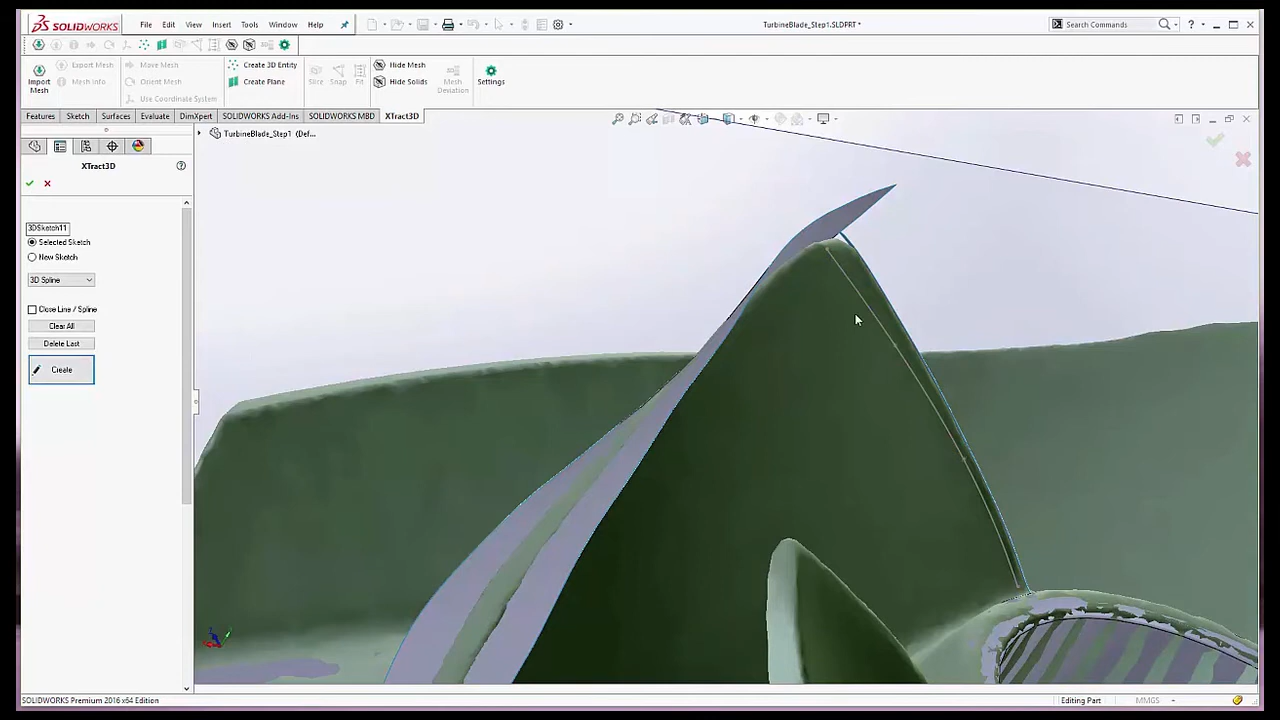 SOLIDWORKS File Edit View Insert Tools Window Help TurbineBlade_Step1.SLDPRT * Search Commands ?
Import Mesh Export Mesh Mesh Info Move Mesh Orient Mesh Use Coordinate System Create 3D Entity Create Plane Slice Snap Fit Hide Mesh Hide Solids Mesh Deviation Settings
Features Sketch Surfaces Evaluate DimXpert SOLIDWORKS Add-Ins SOLIDWORKS MBD XTract3D
TurbineBlade_Step1 (Def...
XTract3D
3DSketch11
Selected Sketch
New Sketch
3D Spline
Close Line / Spline
Clear All
Delete Last
Create
SOLIDWORKS Premium 2016 x64 Edition Editing Part MMGS